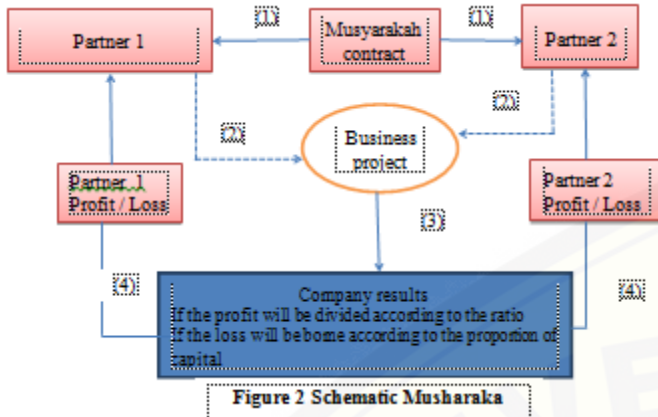 (1)
(1)
Partner 1
Musyarakah
contract
Partner 2
(2)
(2)
Business
project
Partner 1
Profit / Loss
Partner 2
Profit / Loss
(3)
(4)
(4)
Company results
If the profit will be divided according to the ratio
If the loss will be borne according to the proportion of
capital
Figure 2 Schematic Musharaka